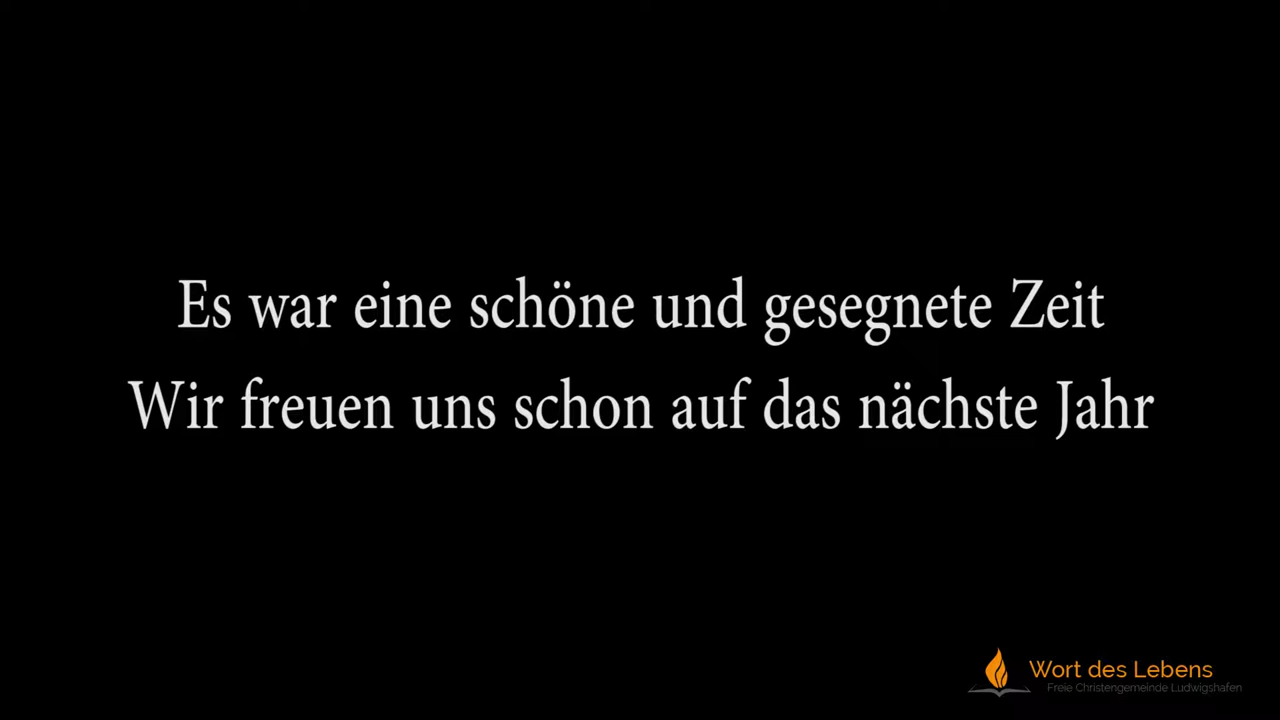 Es war eine schöne und gesegnete Zeit
Wir freuen uns schon auf das nächste Jahr
Wort des Lebens
Freie Christengemeinde Ludwigshafen